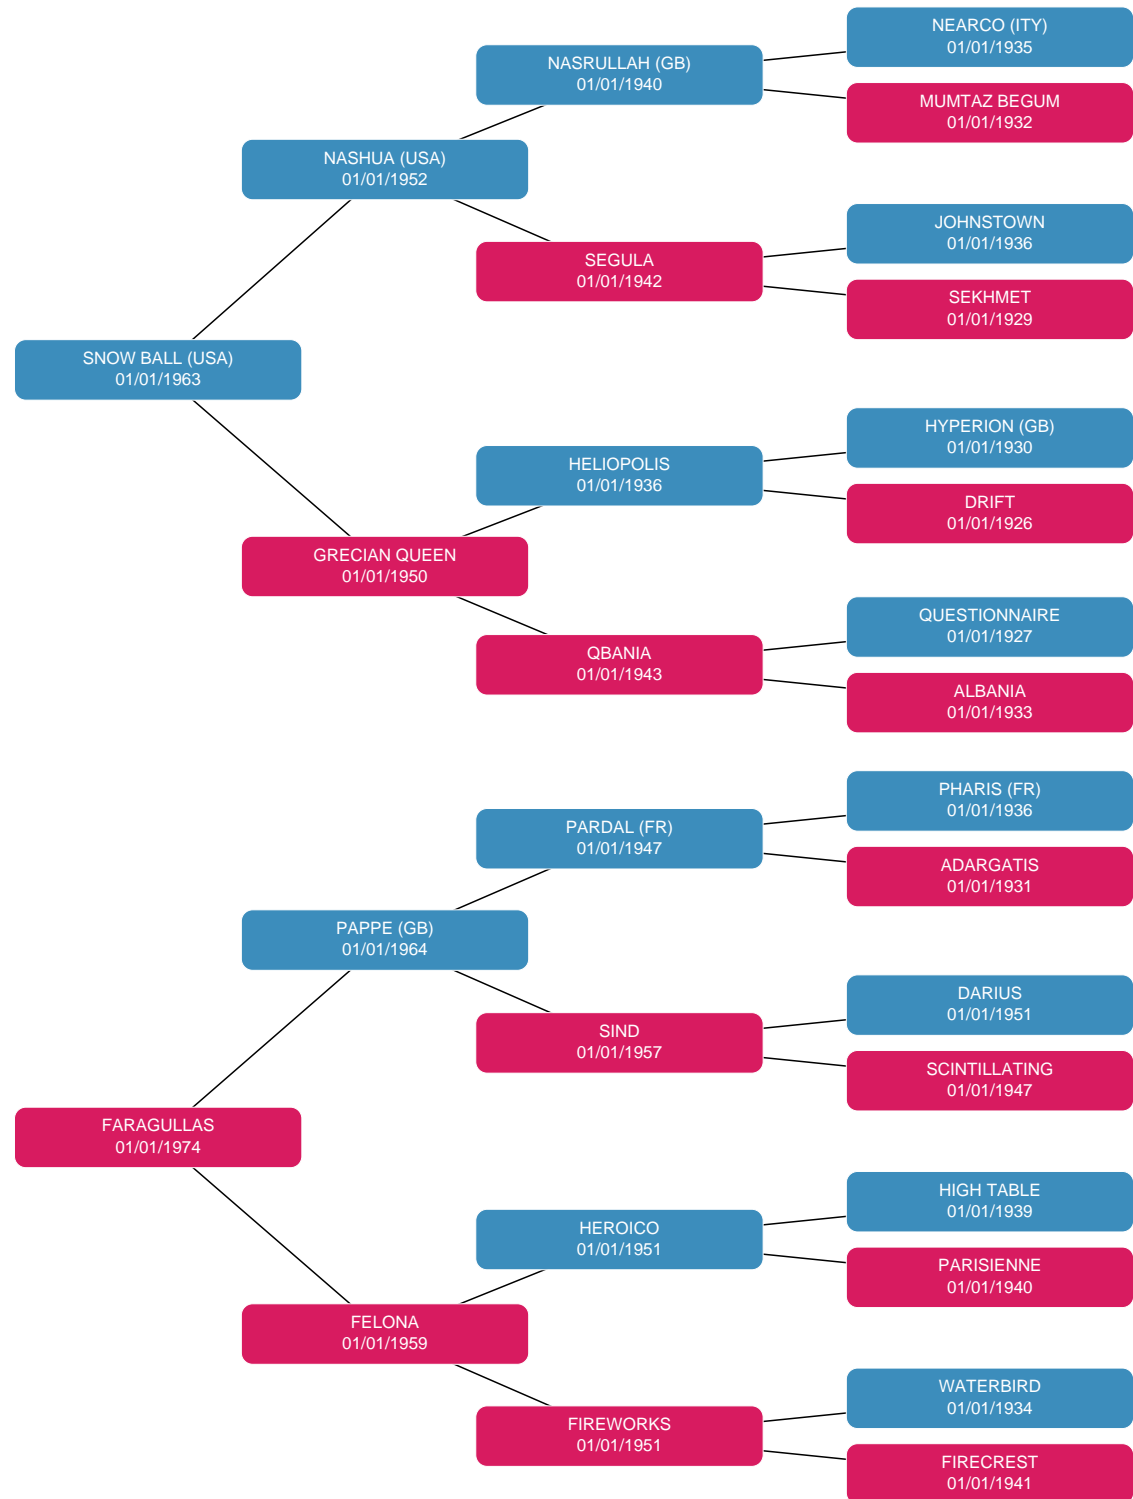 NEARCO (ITY)
01/01/1935
NASRULLAH (GB)
01/01/1940
MUMTAZ BEGUM
01/01/1932
NASHUA (USA)
01/01/1952
JOHNSTOWN
01/01/1936
SEGULA
01/01/1942
SEKHMET
01/01/1929
SNOW BALL (USA)
01/01/1963
HYPERION (GB)
01/01/1930
HELIOPOLIS
01/01/1936
DRIFT
01/01/1926
GRECIAN QUEEN
01/01/1950
QUESTIONNAIRE
01/01/1927
QBANIA
01/01/1943
ALBANIA
01/01/1933
PHARIS (FR)
01/01/1936
PARDAL (FR)
01/01/1947
ADARGATIS
01/01/1931
PAPPE (GB)
01/01/1964
DARIUS
01/01/1951
SIND
01/01/1957
SCINTILLATING
01/01/1947
FARAGULLAS
01/01/1974
HIGH TABLE
01/01/1939
HEROICO
01/01/1951
PARISIENNE
01/01/1940
FELONA
01/01/1959
WATERBIRD
01/01/1934
FIREWORKS
01/01/1951
FIRECREST
01/01/1941